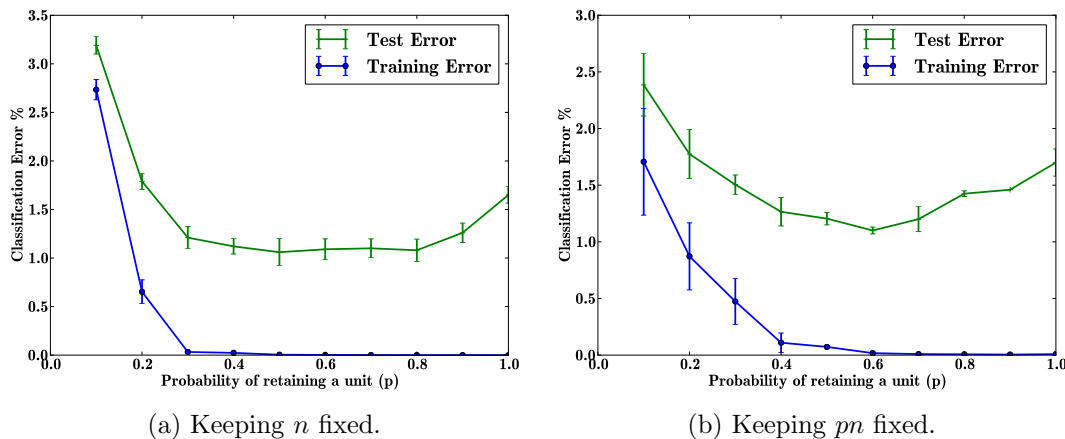 3.5
3.0
2.5
2.0
1.5
1.0
0.5
0.0
0.0
0.2
0.4
0.6
0.8
1.0
Classification Error %
Probability of retaining a unit (p)
Test Error
Training Error
(a) Keeping n fixed.
3.0
2.5
2.0
1.5
1.0
0.5
0.0
0.0
0.2
0.4
0.6
0.8
1.0
Classification Error %
Probability of retaining a unit (p)
Test Error
Training Error
(b) Keeping pn fixed.